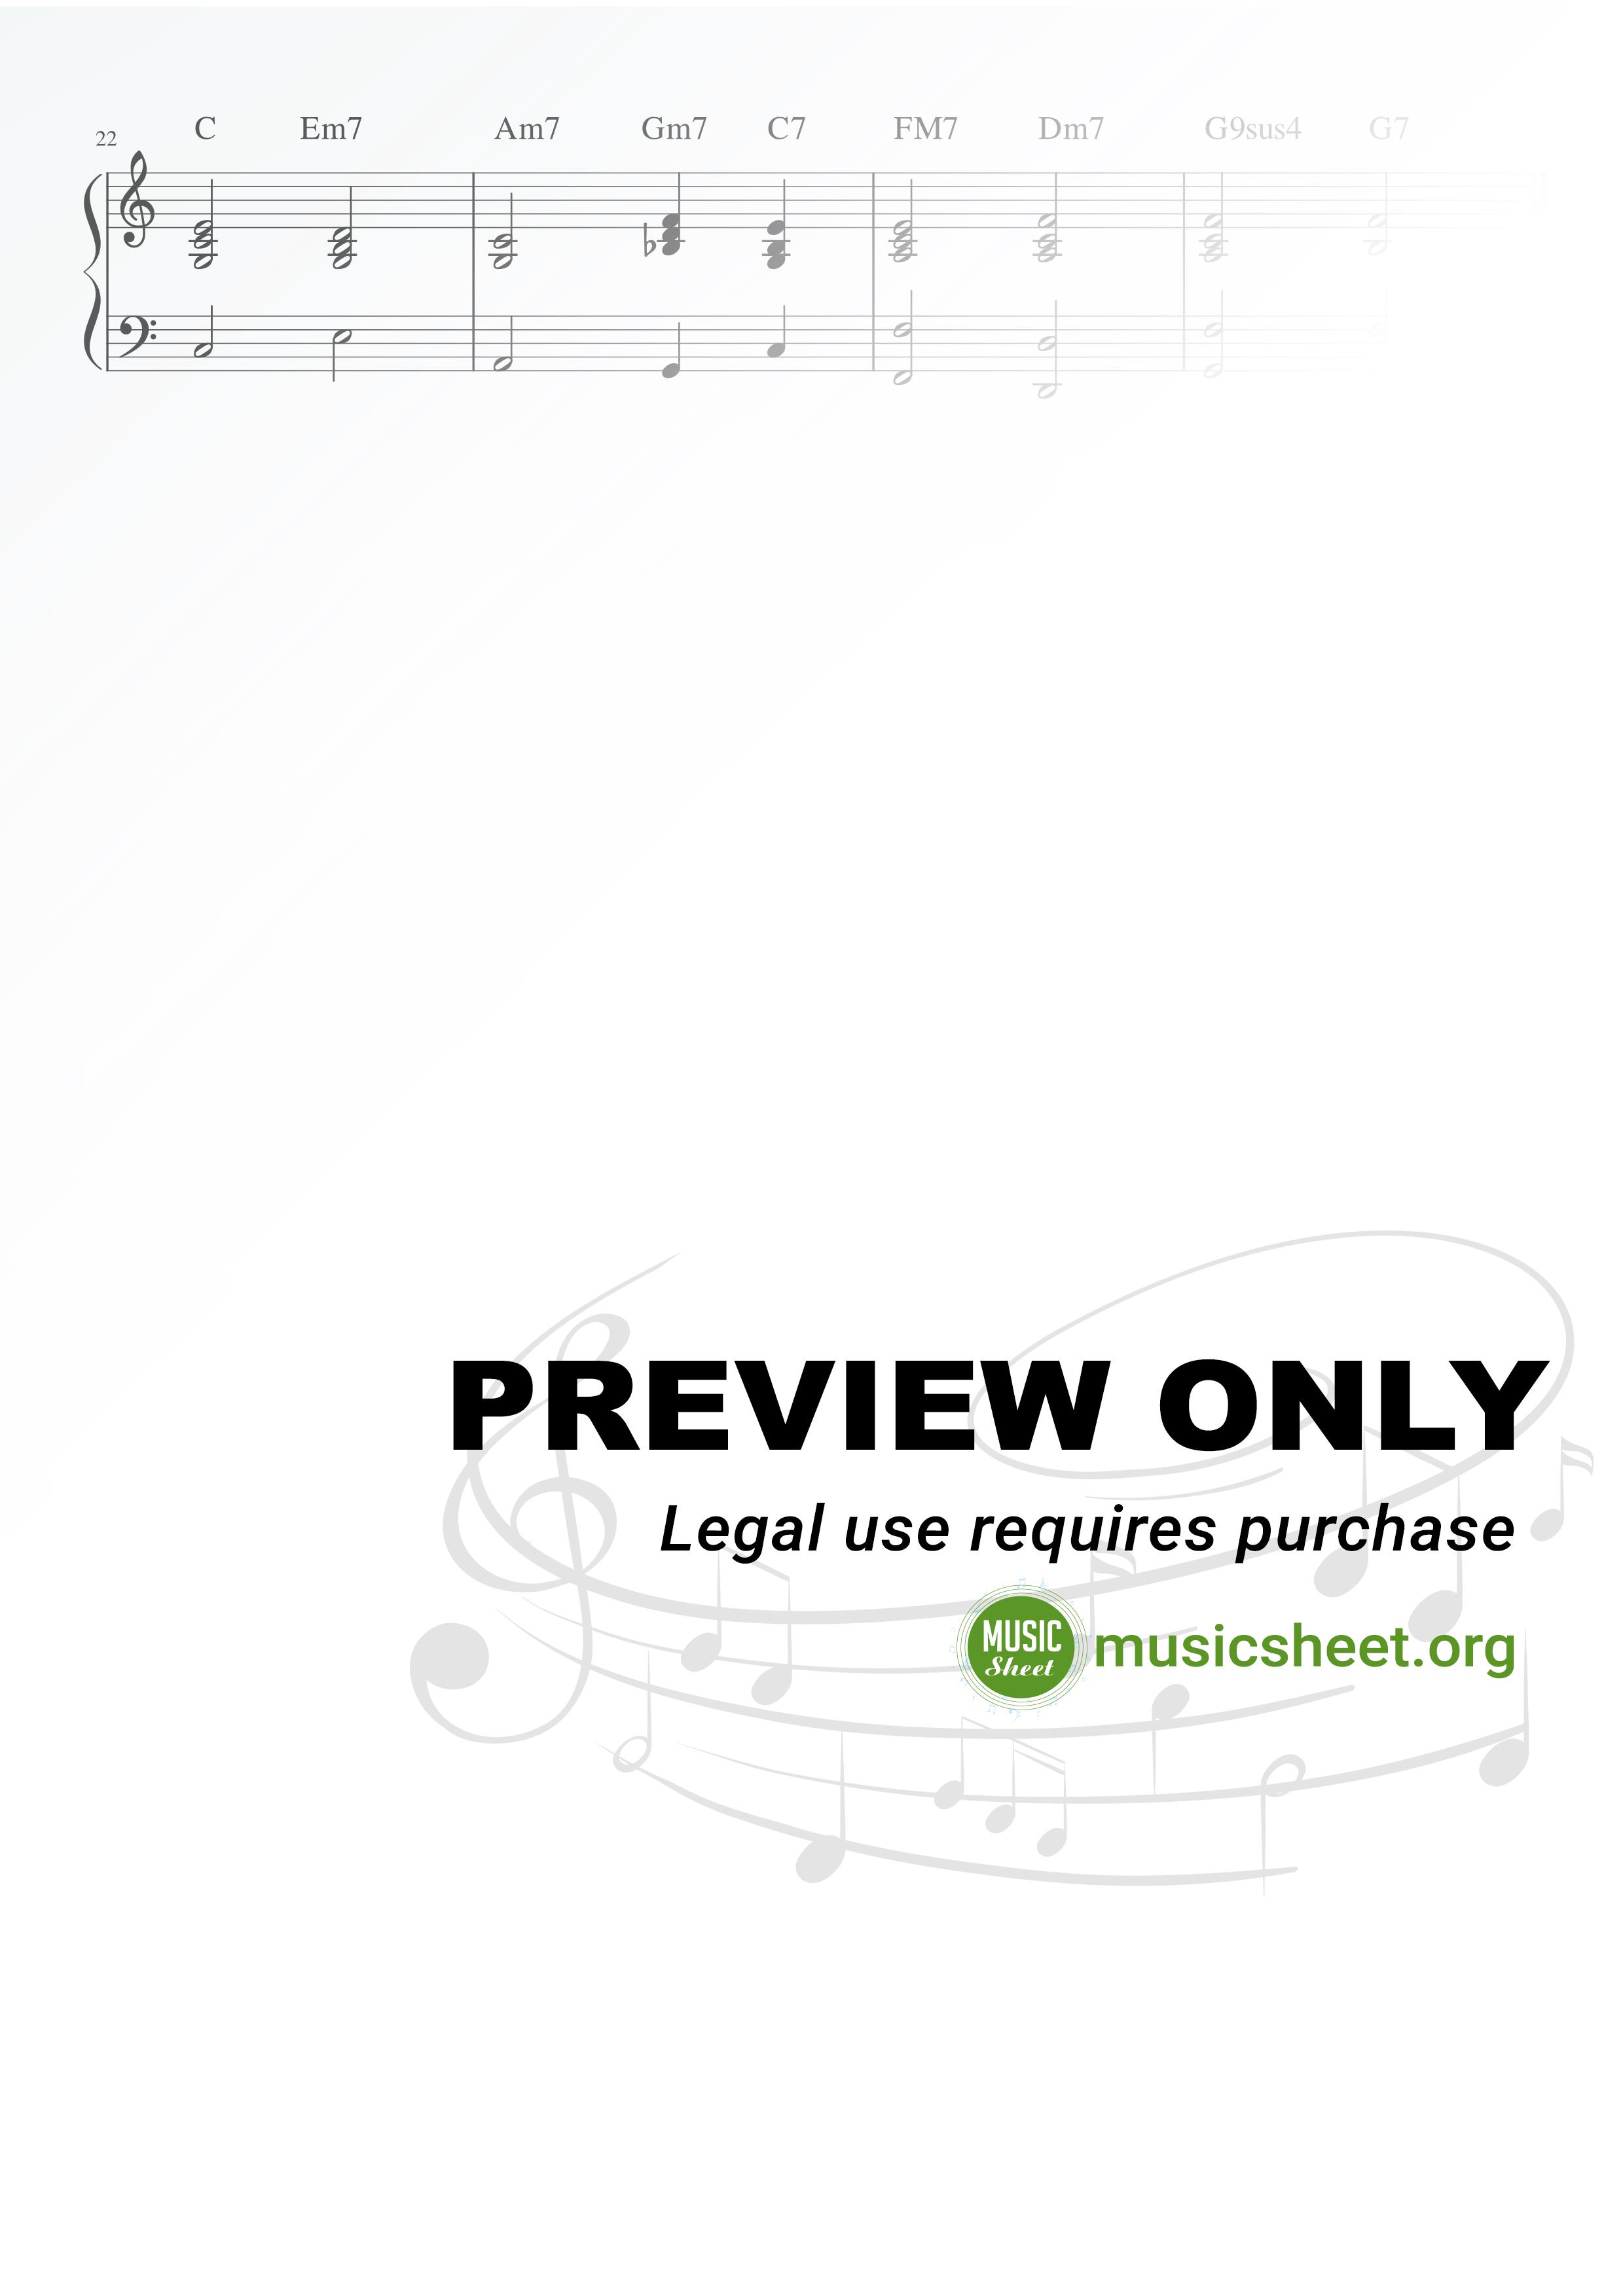 22 C Em7 Am7 Gm7 C7 FM7 Dm7 G9sus4 G7
PREVIEW ONLY
Legal use requires purchase
MUSIC
Sheet
musicsheet.org